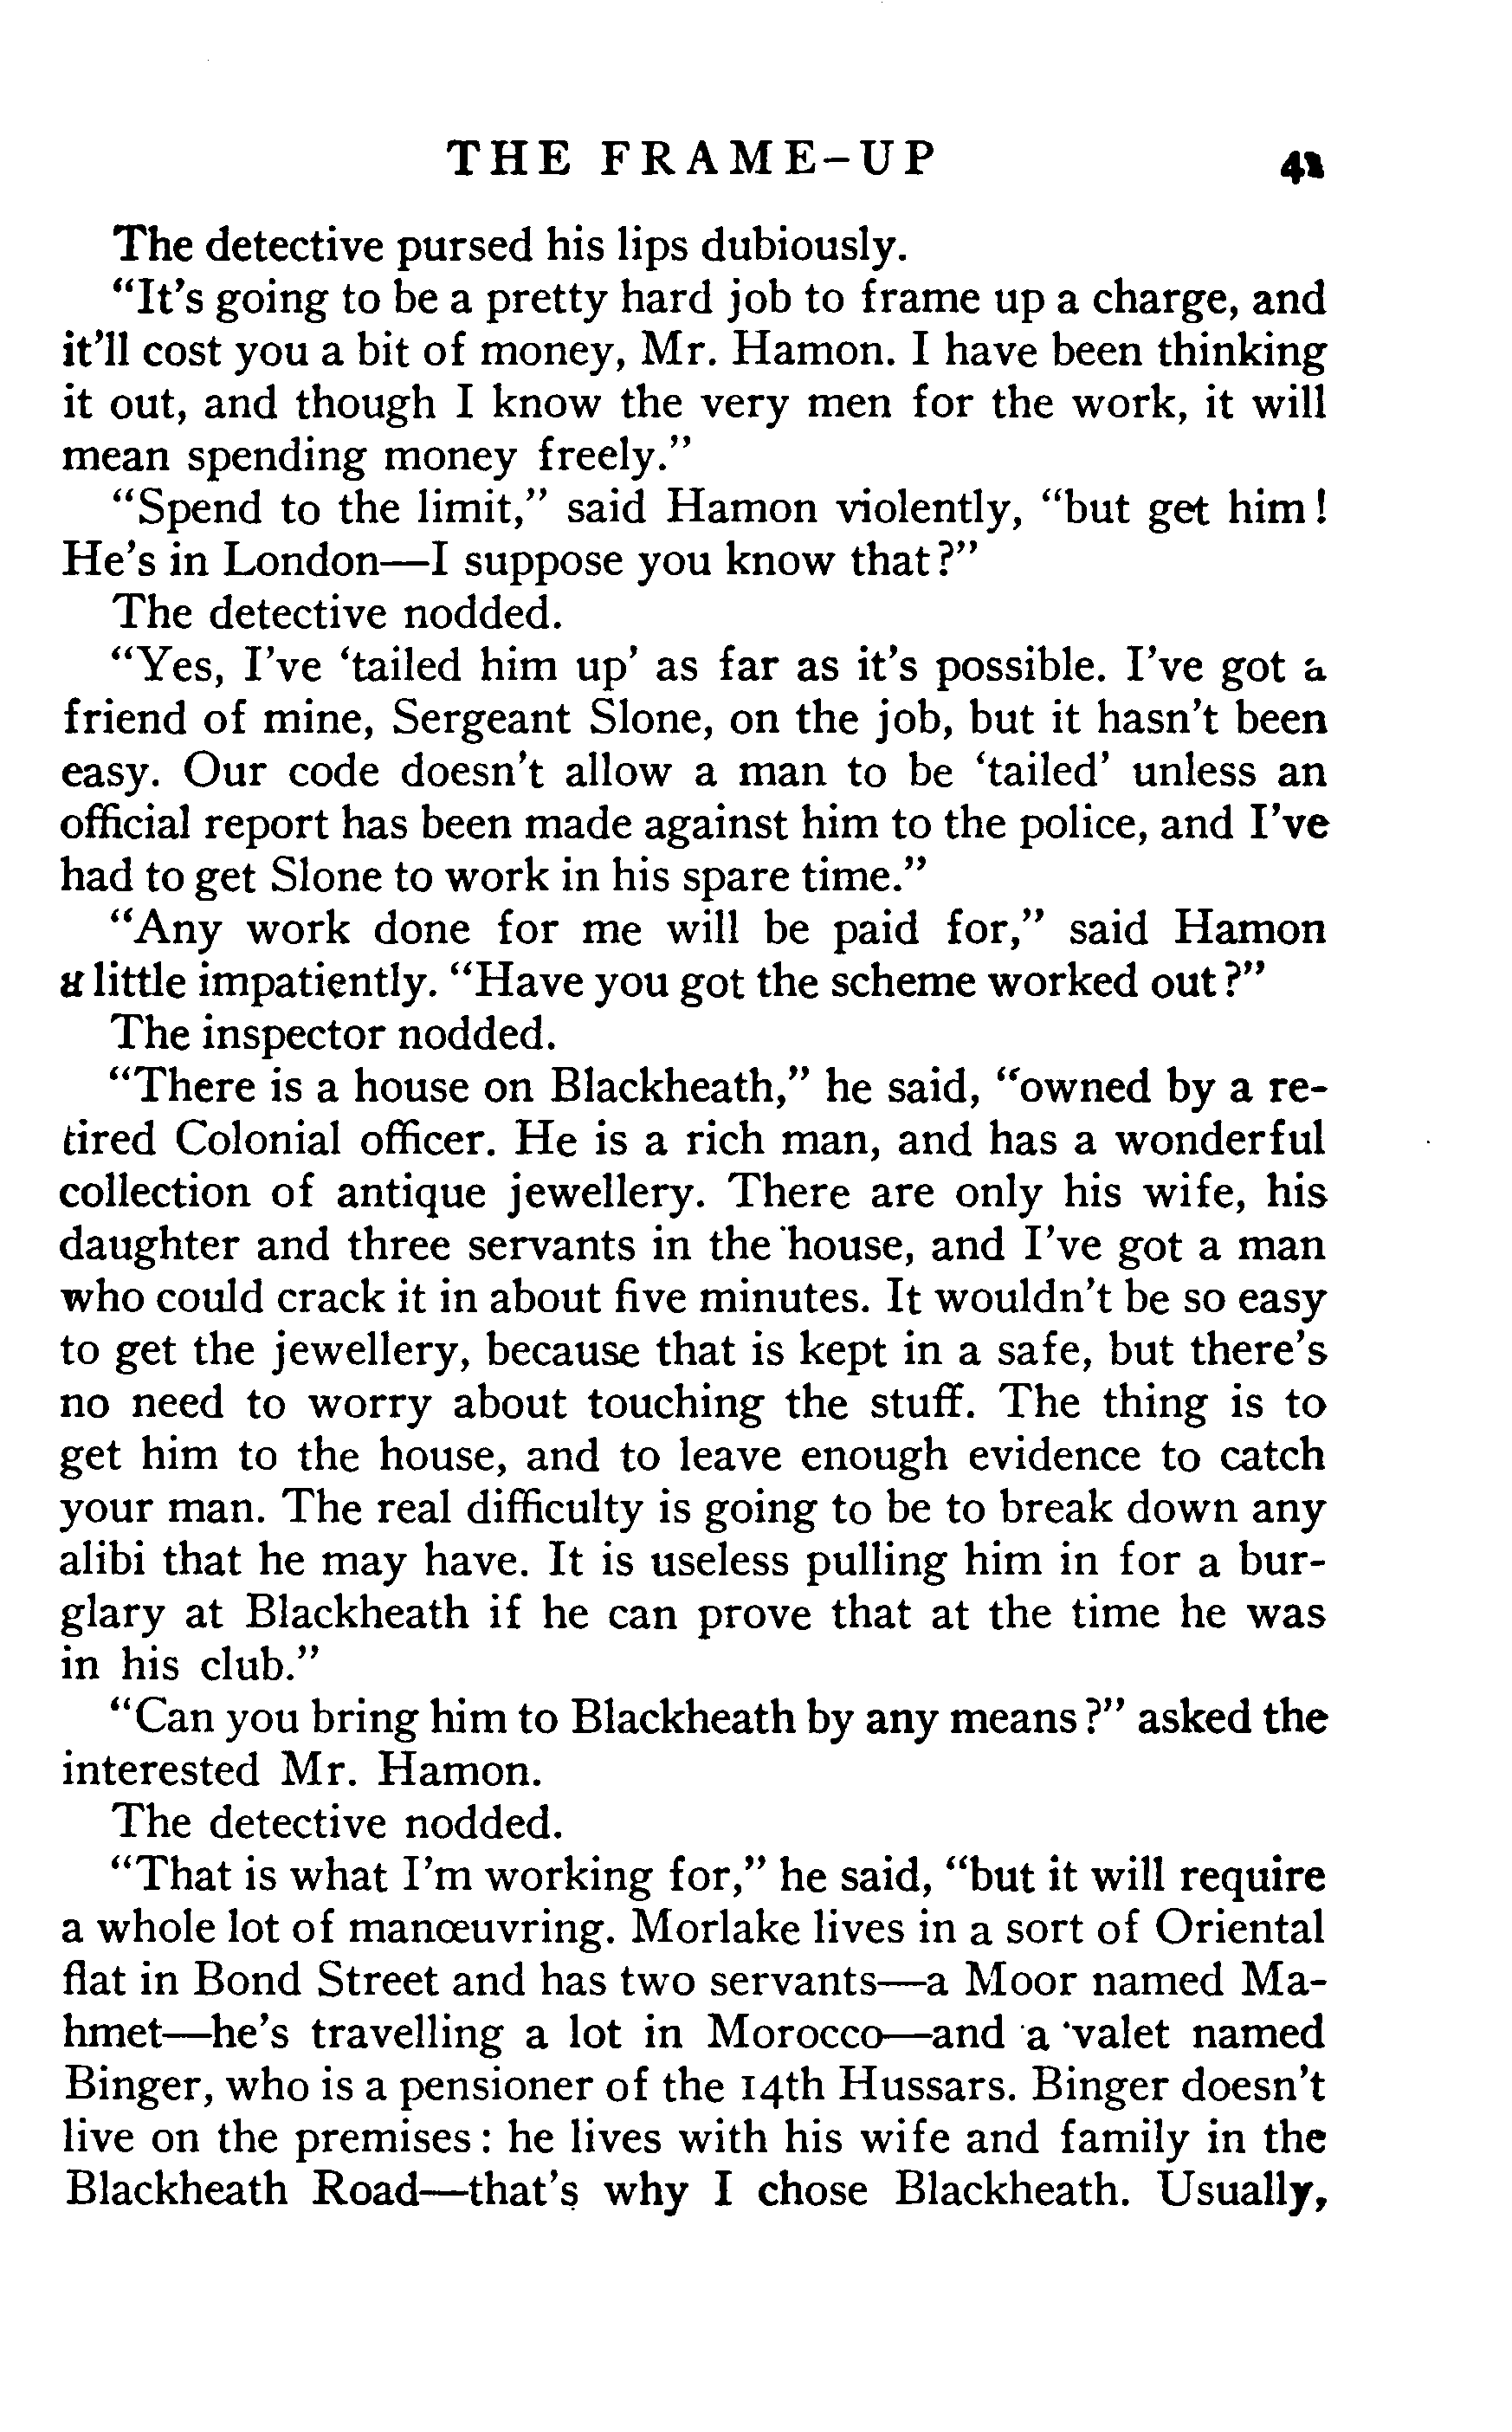 THE FRAME-UP 41
The detective pursed his lips dubiously.
"It's going to be a pretty hard job to frame up a charge, and
it'll cost you a bit of money, Mr. Hamon. I have been thinking
it out, and though I know the very men for the work, it will
mean spending money freely."
"Spend to the limit," said Hamon violently, "but get him!
He's in London—I suppose you know that?"
The detective nodded.
"Yes, I've 'tailed him up' as far as it's possible. I've got a
friend of mine, Sergeant Slone, on the job, but it hasn't been
easy. Our code doesn't allow a man to be 'tailed' unless an
official report has been made against him to the police, and I've
had to get Slone to work in his spare time."
"Any work done for me will be paid for," said Hamon
a little impatiently. "Have you got the scheme worked out?"
The inspector nodded.
"There is a house on Blackheath," he said, "owned by a re-
tired Colonial officer. He is a rich man, and has a wonderful
collection of antique jewellery. There are only his wife, his
daughter and three servants in the house, and I've got a man
who could crack it in about five minutes. It wouldn't be so easy
to get the jewellery, because that is kept in a safe, but there's
no need to worry about touching the stuff. The thing is to
get him to the house, and to leave enough evidence to catch
your man. The real difficulty is going to be to break down any
alibi that he may have. It is useless pulling him in for a bur-
glary at Blackheath if he can prove that at the time he was
in his club."
"Can you bring him to Blackheath by any means?" asked the
interested Mr. Hamon.
The detective nodded.
"That is what I'm working for," he said, "but it will require
a whole lot of manœuvring. Morlake lives in a sort of Oriental
flat in Bond Street and has two servants—a Moor named Ma-
hmet—he's travelling a lot in Morocco—and a valet named
Binger, who is a pensioner of the 14th Hussars. Binger doesn't
live on the premises: he lives with his wife and family in the
Blackheath Road—that's why I chose Blackheath. Usually,